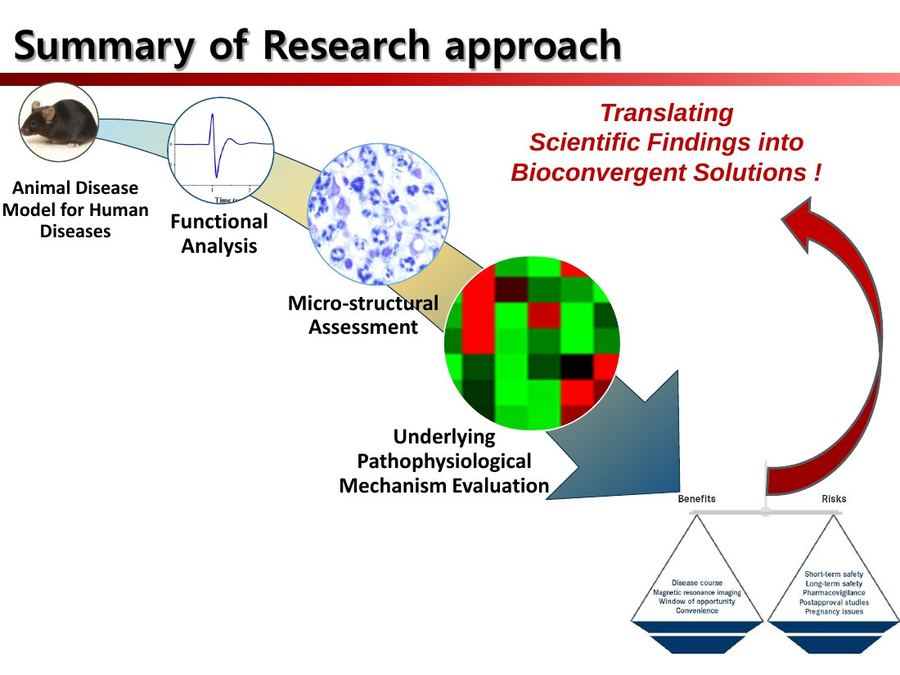 Summary of Research approach
Translating
Scientific Findings into
Bioconvergent Solutions !
Animal Disease
Model for Human
Diseases
Functional
Analysis
Micro-structural
Assessment
Underlying
Pathophysiological
Mechanism Evaluation
Benefits
Risks
Disease course
Magnetic resonance imaging
Window of opportunity
Convenience
Short-term safety
Long-term safety
Pharmacovigilance
Postapproval studies
Pregnancy issues